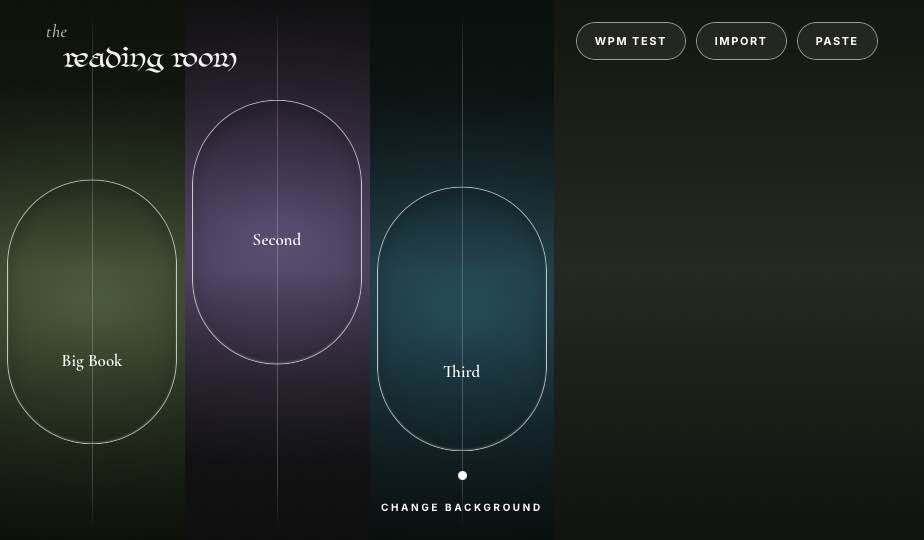 the
reading room
WPM TEST
IMPORT
PASTE
Second
Big Book
Third
CHANGE BACKGROUND